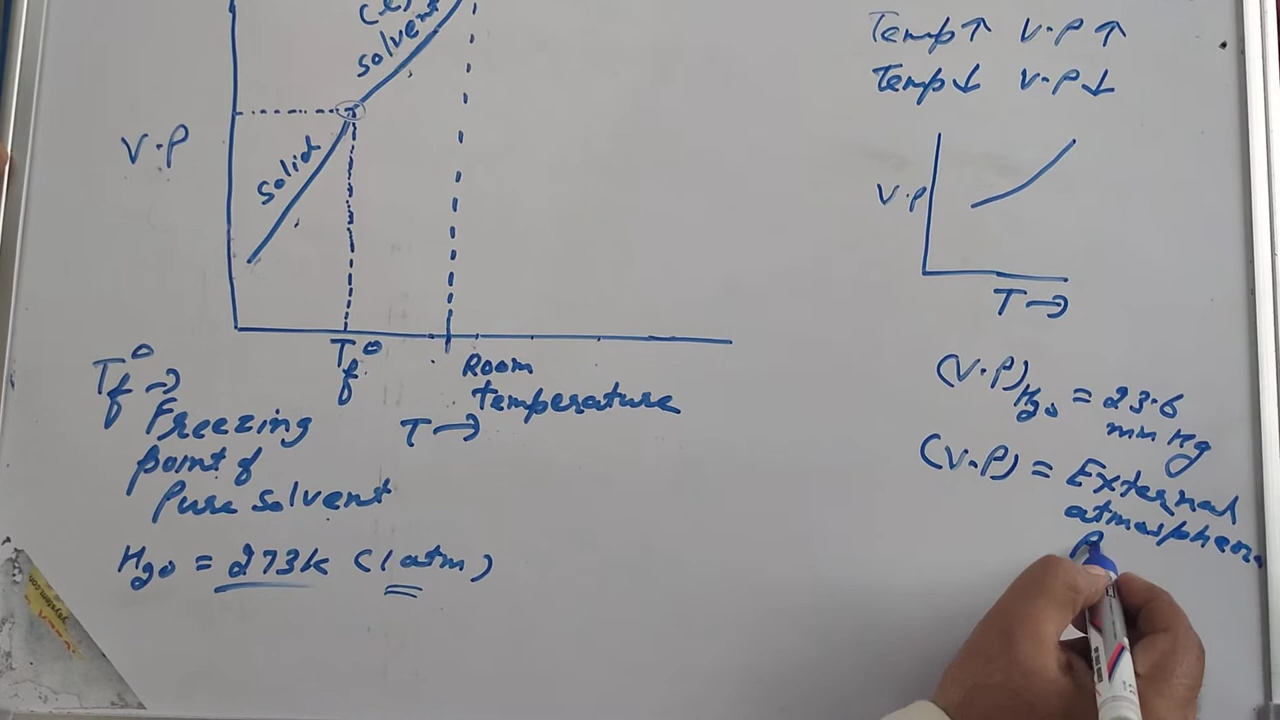 (l)
solvent
Solid
V.P
Tf°
Room
temperature
T→
Tf° →
Freezing
point of
Pure solvent
H2O = 273k (1 atm)
Temp↑ V.P↑
Temp↓ V.P↓
V.P
T→
(V.P)H2O = 23.6
mm Hg
(V.P) = External
atmospheric
P